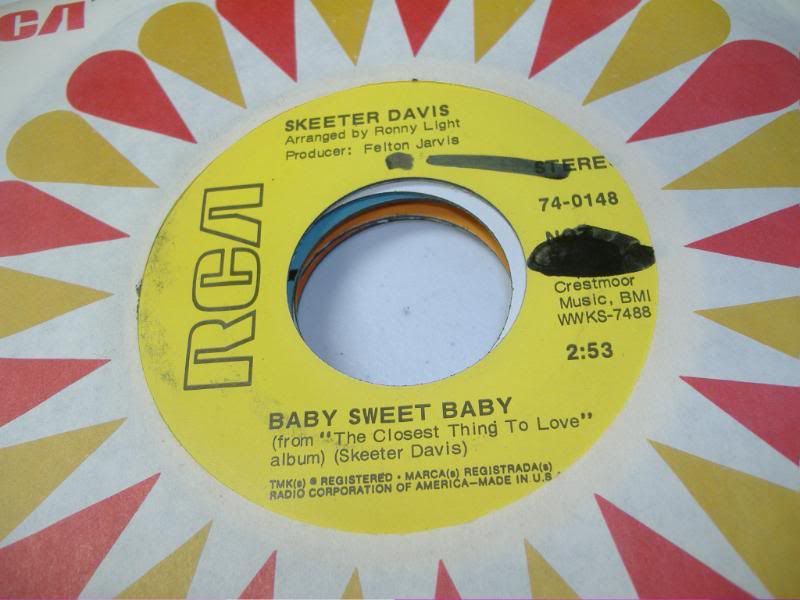 RCA
SKEETER DAVIS
Arranged by Ronny Light
Producer: Felton Jarvis
STERE
74-0148
RCA
Crestmoor
Music, BMI
WWKS-7488
2:53
BABY SWEET BABY
(from "The Closest Thing To Love"
album) (Skeeter Davis)
TMK(s) ® REGISTERED • MARCA(s) REGISTRADA(s)
RADIO CORPORATION OF AMERICA—MADE IN U.S.